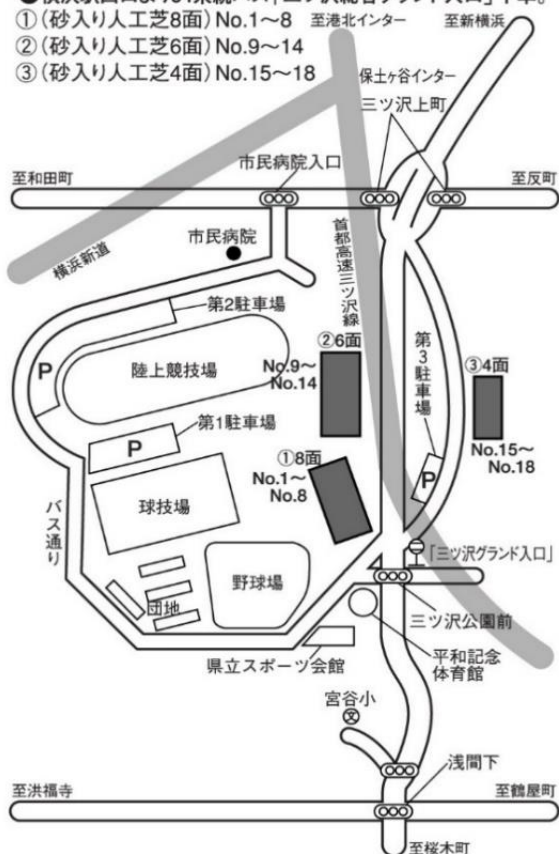 ①(砂入り人工芝8面) No.1〜8
②(砂入り人工芝6面) No.9〜14
③(砂入り人工芝4面) No.15〜18
至港北インター
至新横浜
保土ヶ谷インター
三ツ沢上町
市民病院入口
至和田町
至反町
市民病院
横浜新道
首都高速三ツ沢線
第2駐車場
P
陸上競技場
②6面
No.9〜
No.14
第3駐車場
③4面
No.15〜
No.18
P
第1駐車場
P
①8面
No.1〜
No.8
球技場
バス通り
野球場
団地
「三ツ沢グランド入口」
三ツ沢公園前
県立スポーツ会館
平和記念
体育館
宮谷小
文
浅間下
至洪福寺
至鶴屋町
至桜木町